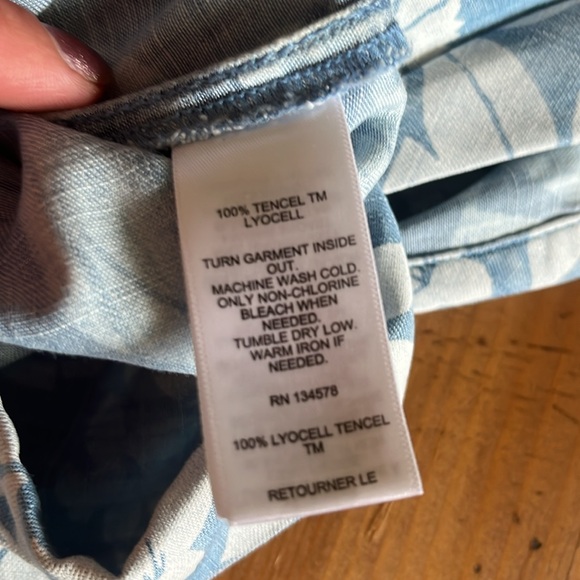 100% TENCEL TM
LYOCELL
TURN GARMENT INSIDE
OUT.
MACHINE WASH COLD.
ONLY NON-CHLORINE
BLEACH WHEN
NEEDED.
TUMBLE DRY LOW.
WARM IRON IF
NEEDED.
RN 134578
100% LYOCELL TENCEL
TM
RETOURNER LE